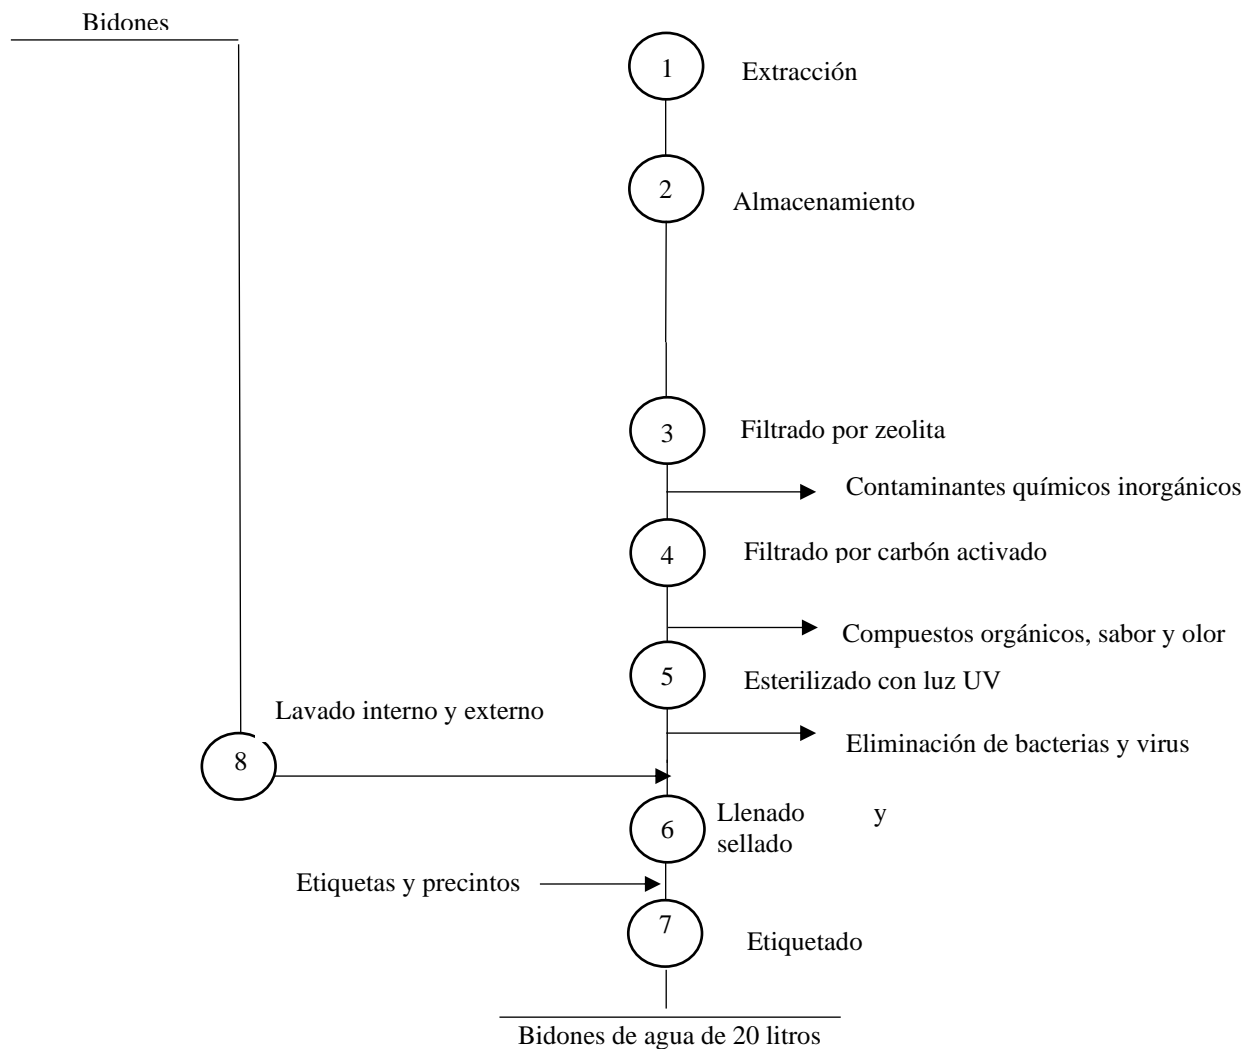 Bidones
1
Extracción
2
Almacenamiento
3
Filtrado por zeolita
Contaminantes químicos inorgánicos
4
Filtrado por carbón activado
Compuestos orgánicos, sabor y olor
5
Esterilizado con luz UV
Lavado interno y externo
Eliminación de bacterias y virus
8
6
Llenado y
sellado
Etiquetas y precintos
7
Etiquetado
Bidones de agua de 20 litros